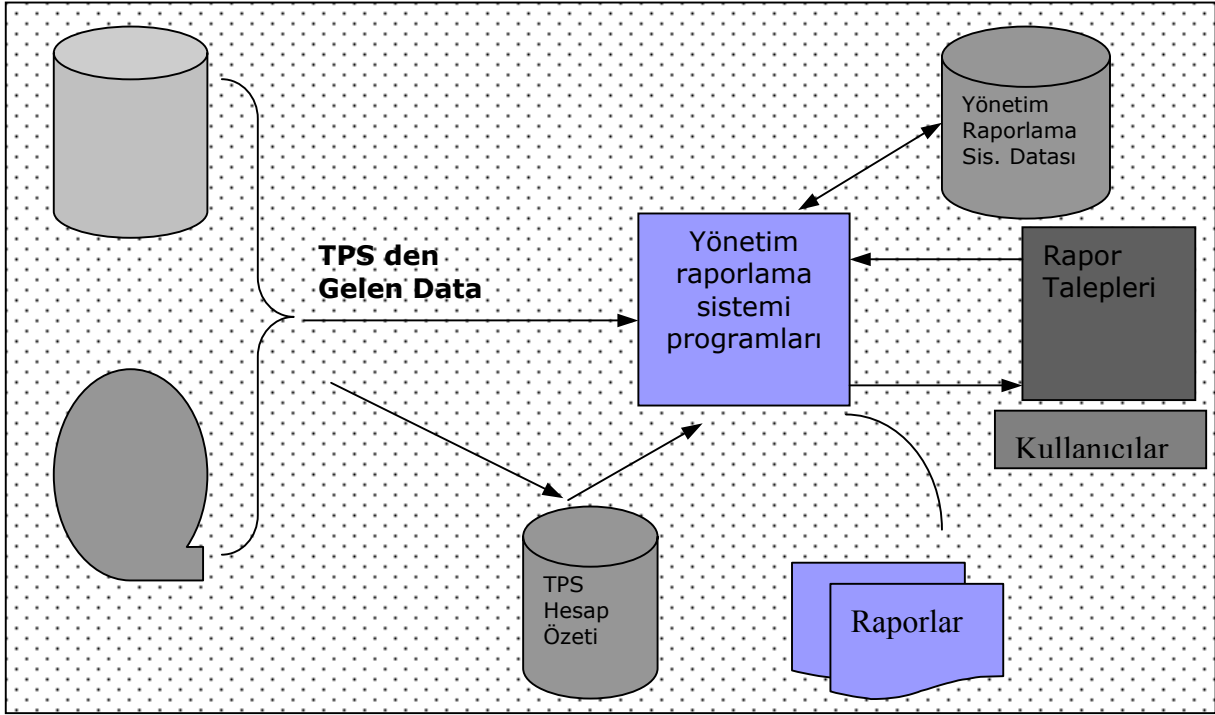 Yönetim
Raporlama
Sis. Datası
TPS den
Gelen Data
Yönetim
raporlama
sistemi
programları
Rapor
Talepleri
Kullanıcılar
TPS
Hesap
Özeti
Raporlar